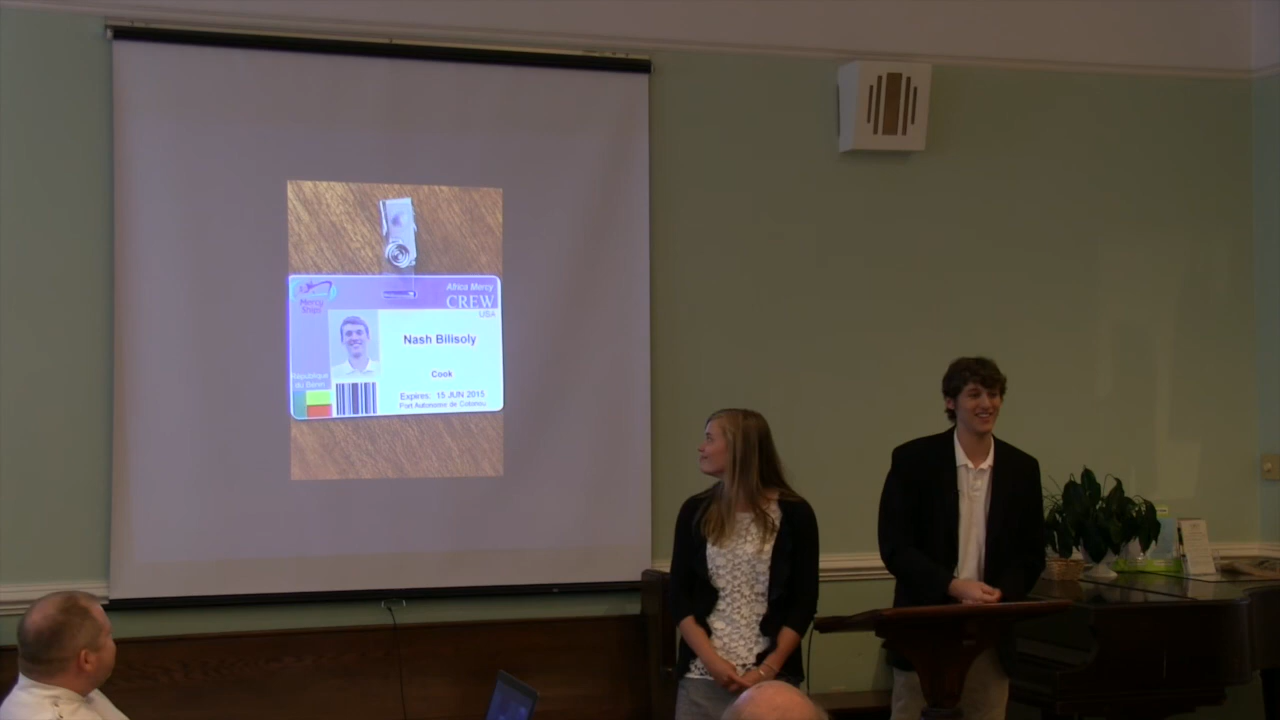 Africa Mercy
CREW
USA
Mercy
Ships
Nash Bilisoly
Cook
République
du Benin
Expires: 15 JUN 2015
Port Autonome de Cotonou